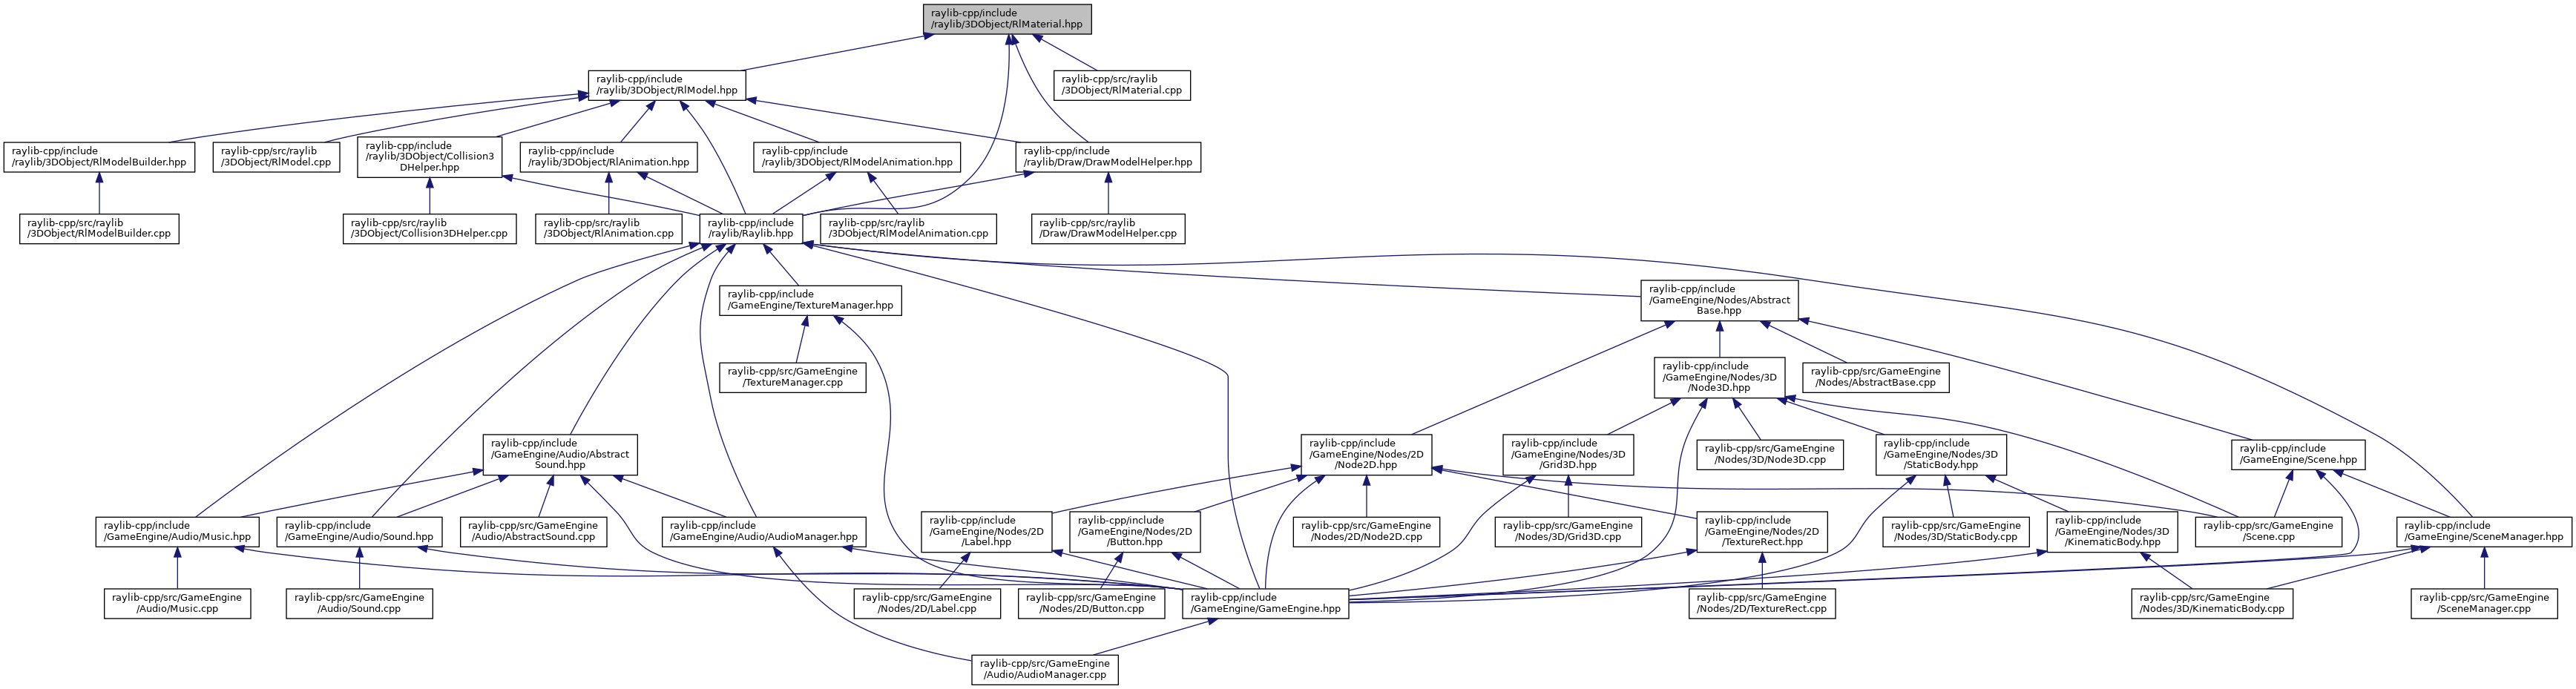 raylib-cpp/include
/raylib/3DObject/RlMaterial.hpp
raylib-cpp/include
/raylib/3DObject/RlModel.hpp
raylib-cpp/src/raylib
/3DObject/RlMaterial.cpp
raylib-cpp/include
/raylib/3DObject/RlModelBuilder.hpp
raylib-cpp/src/raylib
/3DObject/RlModel.cpp
raylib-cpp/include
/raylib/3DObject/Collision3
DHelper.hpp
raylib-cpp/include
/raylib/3DObject/RlAnimation.hpp
raylib-cpp/include
/raylib/3DObject/RlModelAnimation.hpp
raylib-cpp/include
/raylib/Draw/DrawModelHelper.hpp
raylib-cpp/src/raylib
/3DObject/RlModelBuilder.cpp
raylib-cpp/src/raylib
/3DObject/Collision3DHelper.cpp
raylib-cpp/src/raylib
/3DObject/RlAnimation.cpp
raylib-cpp/include
/raylib/Raylib.hpp
raylib-cpp/src/raylib
/3DObject/RlModelAnimation.cpp
raylib-cpp/src/raylib
/Draw/DrawModelHelper.cpp
raylib-cpp/include
/GameEngine/TextureManager.hpp
raylib-cpp/include
/GameEngine/Nodes/Abstract
Base.hpp
raylib-cpp/src/GameEngine
/TextureManager.cpp
raylib-cpp/include
/GameEngine/Nodes/3D
/Node3D.hpp
raylib-cpp/src/GameEngine
/Nodes/AbstractBase.cpp
raylib-cpp/include
/GameEngine/Audio/Abstract
Sound.hpp
raylib-cpp/include
/GameEngine/Nodes/2D
/Node2D.hpp
raylib-cpp/include
/GameEngine/Nodes/3D
/Grid3D.hpp
raylib-cpp/src/GameEngine
/Nodes/3D/Node3D.cpp
raylib-cpp/include
/GameEngine/Nodes/3D
/StaticBody.hpp
raylib-cpp/include
/GameEngine/Scene.hpp
raylib-cpp/include
/GameEngine/Audio/Music.hpp
raylib-cpp/include
/GameEngine/Audio/Sound.hpp
raylib-cpp/src/GameEngine
/Audio/AbstractSound.cpp
raylib-cpp/include
/GameEngine/Audio/AudioManager.hpp
raylib-cpp/include
/GameEngine/Nodes/2D
/Label.hpp
raylib-cpp/include
/GameEngine/Nodes/2D
/Button.hpp
raylib-cpp/src/GameEngine
/Nodes/2D/Node2D.cpp
raylib-cpp/src/GameEngine
/Nodes/3D/Grid3D.cpp
raylib-cpp/include
/GameEngine/Nodes/2D
/TextureRect.hpp
raylib-cpp/src/GameEngine
/Nodes/3D/StaticBody.cpp
raylib-cpp/include
/GameEngine/Nodes/3D
/KinematicBody.hpp
raylib-cpp/src/GameEngine
/Scene.cpp
raylib-cpp/include
/GameEngine/SceneManager.hpp
raylib-cpp/src/GameEngine
/Audio/Music.cpp
raylib-cpp/src/GameEngine
/Audio/Sound.cpp
raylib-cpp/src/GameEngine
/Nodes/2D/Label.cpp
raylib-cpp/src/GameEngine
/Nodes/2D/Button.cpp
raylib-cpp/include
/GameEngine/GameEngine.hpp
raylib-cpp/src/GameEngine
/Nodes/2D/TextureRect.cpp
raylib-cpp/src/GameEngine
/Nodes/3D/KinematicBody.cpp
raylib-cpp/src/GameEngine
/SceneManager.cpp
raylib-cpp/src/GameEngine
/Audio/AudioManager.cpp